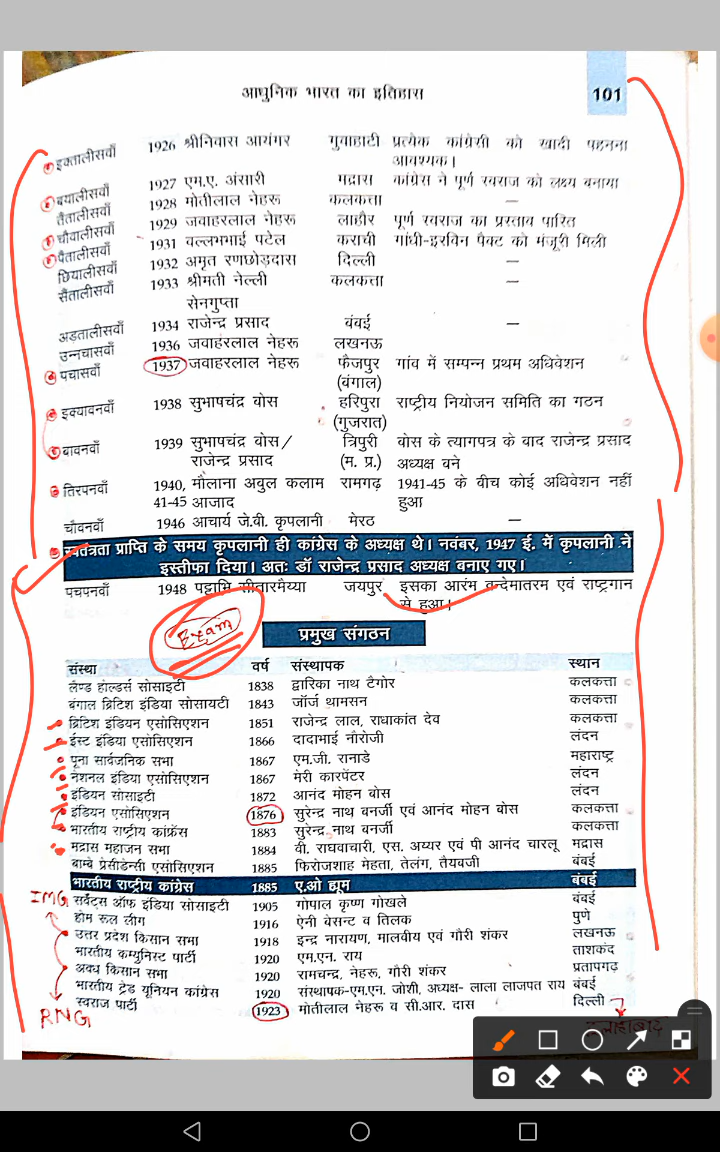 आधुनिक भारत का इतिहास 101
इक्तालीसवाँ 1926 श्रीनिवास आयंगर गुवाहाटी प्रत्येक कांग्रेसी को खादी पहनना
आवश्यक।
बयालीसवाँ 1927 एम.ए. अंसारी मद्रास कांग्रेस ने पूर्ण स्वराज को लक्ष्य बनाया
तैंतालीसवाँ 1928 मोतीलाल नेहरू कलकत्ता –
चौवालीसवाँ 1929 जवाहरलाल नेहरू लाहौर पूर्ण स्वराज का प्रस्ताव पारित
पैंतालीसवाँ 1931 वल्लभभाई पटेल कराची गांधी-इरविन पैक्ट को मंजूरी मिली
छियालीसवाँ 1932 अमृत रणछोड़दास दिल्ली –
सैंतालीसवाँ 1933 श्रीमती नेल्ली कलकत्ता –
सेनगुप्ता
अड़तालीसवाँ 1934 राजेन्द्र प्रसाद बंबई –
उन्नचासवाँ 1936 जवाहरलाल नेहरू लखनऊ
पचासवाँ 1937 जवाहरलाल नेहरू फैजपुर गांव में सम्पन्न प्रथम अधिवेशन
(बंगाल)
इक्यावनवाँ 1938 सुभाषचंद्र बोस हरिपुरा राष्ट्रीय नियोजन समिति का गठन
(गुजरात)
बावनवाँ 1939 सुभाषचंद्र बोस/ त्रिपुरी बोस के त्यागपत्र के बाद राजेन्द्र प्रसाद
राजेन्द्र प्रसाद (म. प्र.) अध्यक्ष बने
तिरपनवाँ 1940, मौलाना अबुल कलाम रामगढ़ 1941-45 के बीच कोई अधिवेशन नहीं
41-45 आजाद हुआ
चौवनवाँ 1946 आचार्य जे.वी. कृपलानी मेरठ –
स्वतंत्रता प्राप्ति के समय कृपलानी ही कांग्रेस के अध्यक्ष थे। नवंबर, 1947 ई. में कृपलानी ने
इस्तीफा दिया। अतः डॉ राजेन्द्र प्रसाद अध्यक्ष बनाए गए।
पचपनवाँ 1948 पट्टाभि सीतारमैय्या जयपुर इसका आरंभ वन्देमातरम एवं राष्ट्रगान
से हुआ।
Exam
प्रमुख संगठन
संस्था वर्ष संस्थापक स्थान
लैण्ड होल्डर्स सोसाइटी 1838 द्वारिका नाथ टैगोर कलकत्ता
बंगाल ब्रिटिश इंडिया सोसायटी 1843 जॉर्ज थामसन कलकत्ता
ब्रिटिश इंडियन एसोसिएशन 1851 राजेन्द्र लाल, राधाकांत देव कलकत्ता
ईस्ट इंडिया एसोसिएशन 1866 दादाभाई नौरोजी लंदन
पूना सार्वजनिक सभा 1867 एम.जी. रानाडे महाराष्ट्र
नेशनल इंडिया एसोसिएशन 1867 मेरी कारपेंटर लंदन
इंडियन सोसाइटी 1872 आनंद मोहन बोस लंदन
इंडियन एसोसिएशन 1876 सुरेन्द्र नाथ बनर्जी एवं आनंद मोहन बोस कलकत्ता
भारतीय राष्ट्रीय कांफ्रेंस 1883 सुरेन्द्र नाथ बनर्जी कलकत्ता
मद्रास महाजन सभा 1884 वी. राघवाचारी, एस. अय्यर एवं पी आनंद चारलू मद्रास
बाम्बे प्रेसीडेन्सी एसोसिएशन 1885 फिरोजशाह मेहता, तेलंग, तैयबजी बंबई
भारतीय राष्ट्रीय कांग्रेस 1885 ए.ओ ह्यूम बंबई
IMG सर्वेंट्स ऑफ इंडिया सोसाइटी 1905 गोपाल कृष्ण गोखले बंबई
होम रूल लीग 1916 ऐनी बेसन्ट व तिलक पुणे
उत्तर प्रदेश किसान सभा 1918 इन्द्र नारायण, मालवीय एवं गौरी शंकर लखनऊ
भारतीय कम्युनिस्ट पार्टी 1920 एम.एन. राय ताशकंद
अवध किसान सभा 1920 रामचन्द्र, नेहरू, गौरी शंकर प्रतापगढ़
भारतीय ट्रेड यूनियन कांग्रेस 1920 संस्थापक-एम.एन. जोशी, अध्यक्ष- लाला लाजपत राय बंबई
स्वराज पार्टी 1923 मोतीलाल नेहरू व सी.आर. दास दिल्ली
RNG